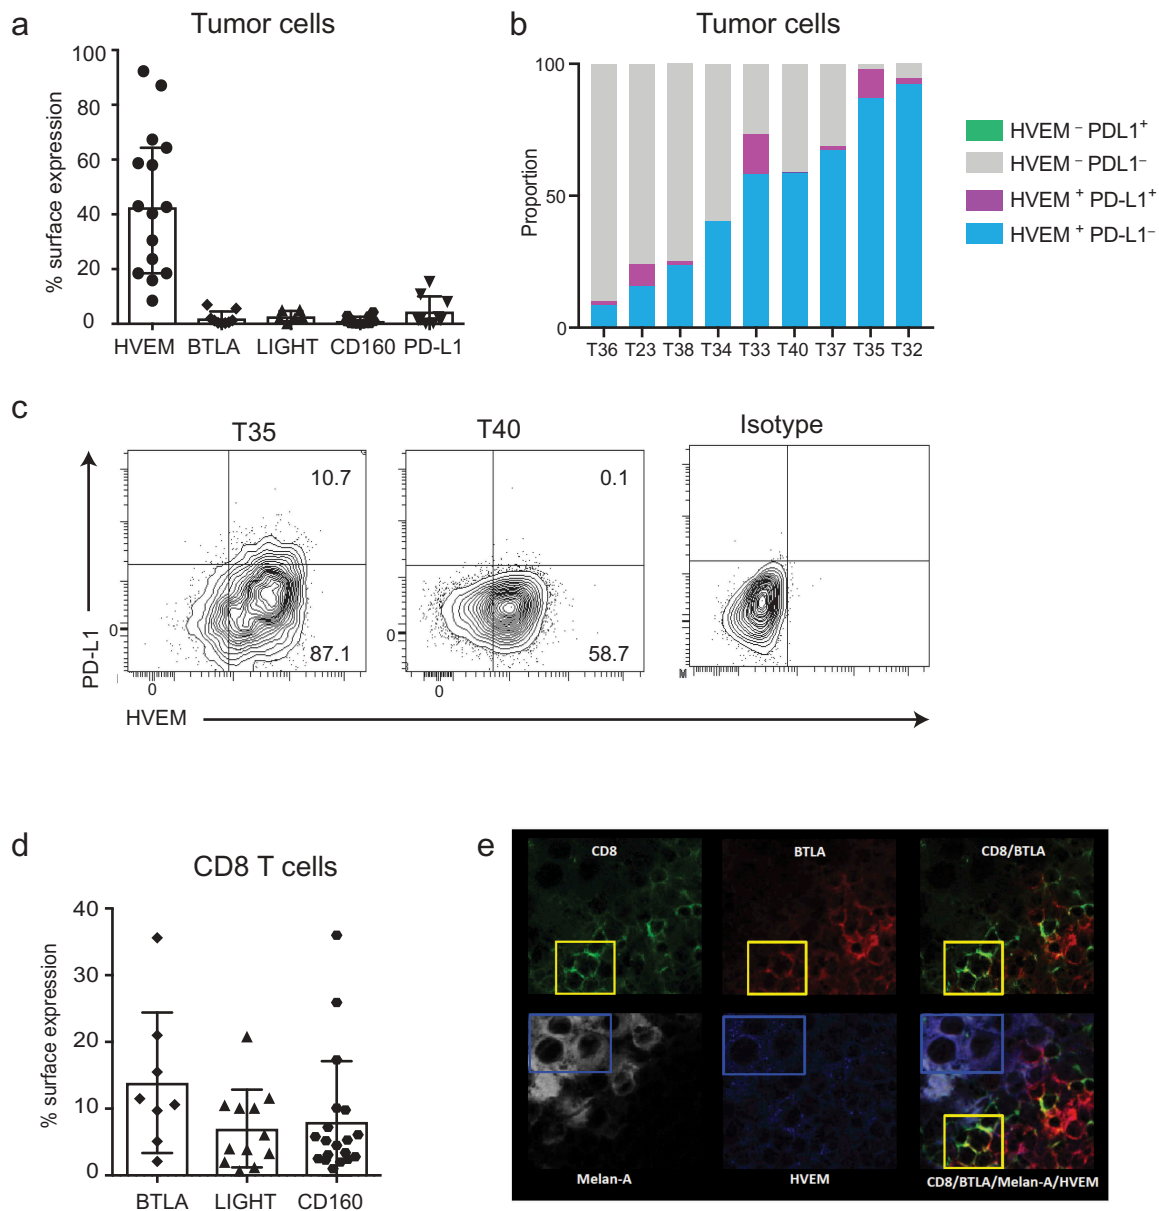 a
Tumor cells
% surface expression
100
80
60
40
20
0
HVEM BTLA LIGHT CD160 PD-L1
b
Tumor cells
Proportion
100
50
0
T36 T23 T38 T34 T33 T40 T37 T35 T32
HVEM – PDL1+
HVEM – PDL1–
HVEM + PD-L1+
HVEM + PD-L1–
c
T35
T40
Isotype
10.7
0.1
87.1
58.7
0
0
0
0
PD-L1
HVEM
d
CD8 T cells
% surface expression
40
30
20
10
0
BTLA LIGHT CD160
e
CD8
BTLA
CD8/BTLA
Melan-A
HVEM
CD8/BTLA/Melan-A/HVEM